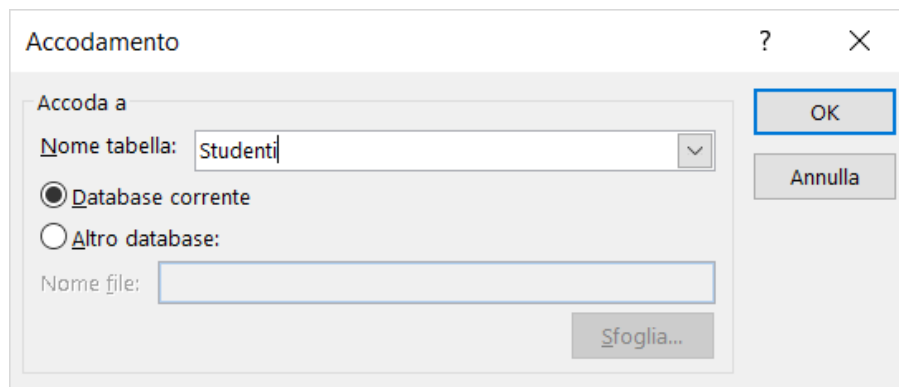 Accodamento ? ×
Accoda a
OK
Nome tabella: Studenti
Annulla
Database corrente
Altro database:
Nome file:
Sfoglia...